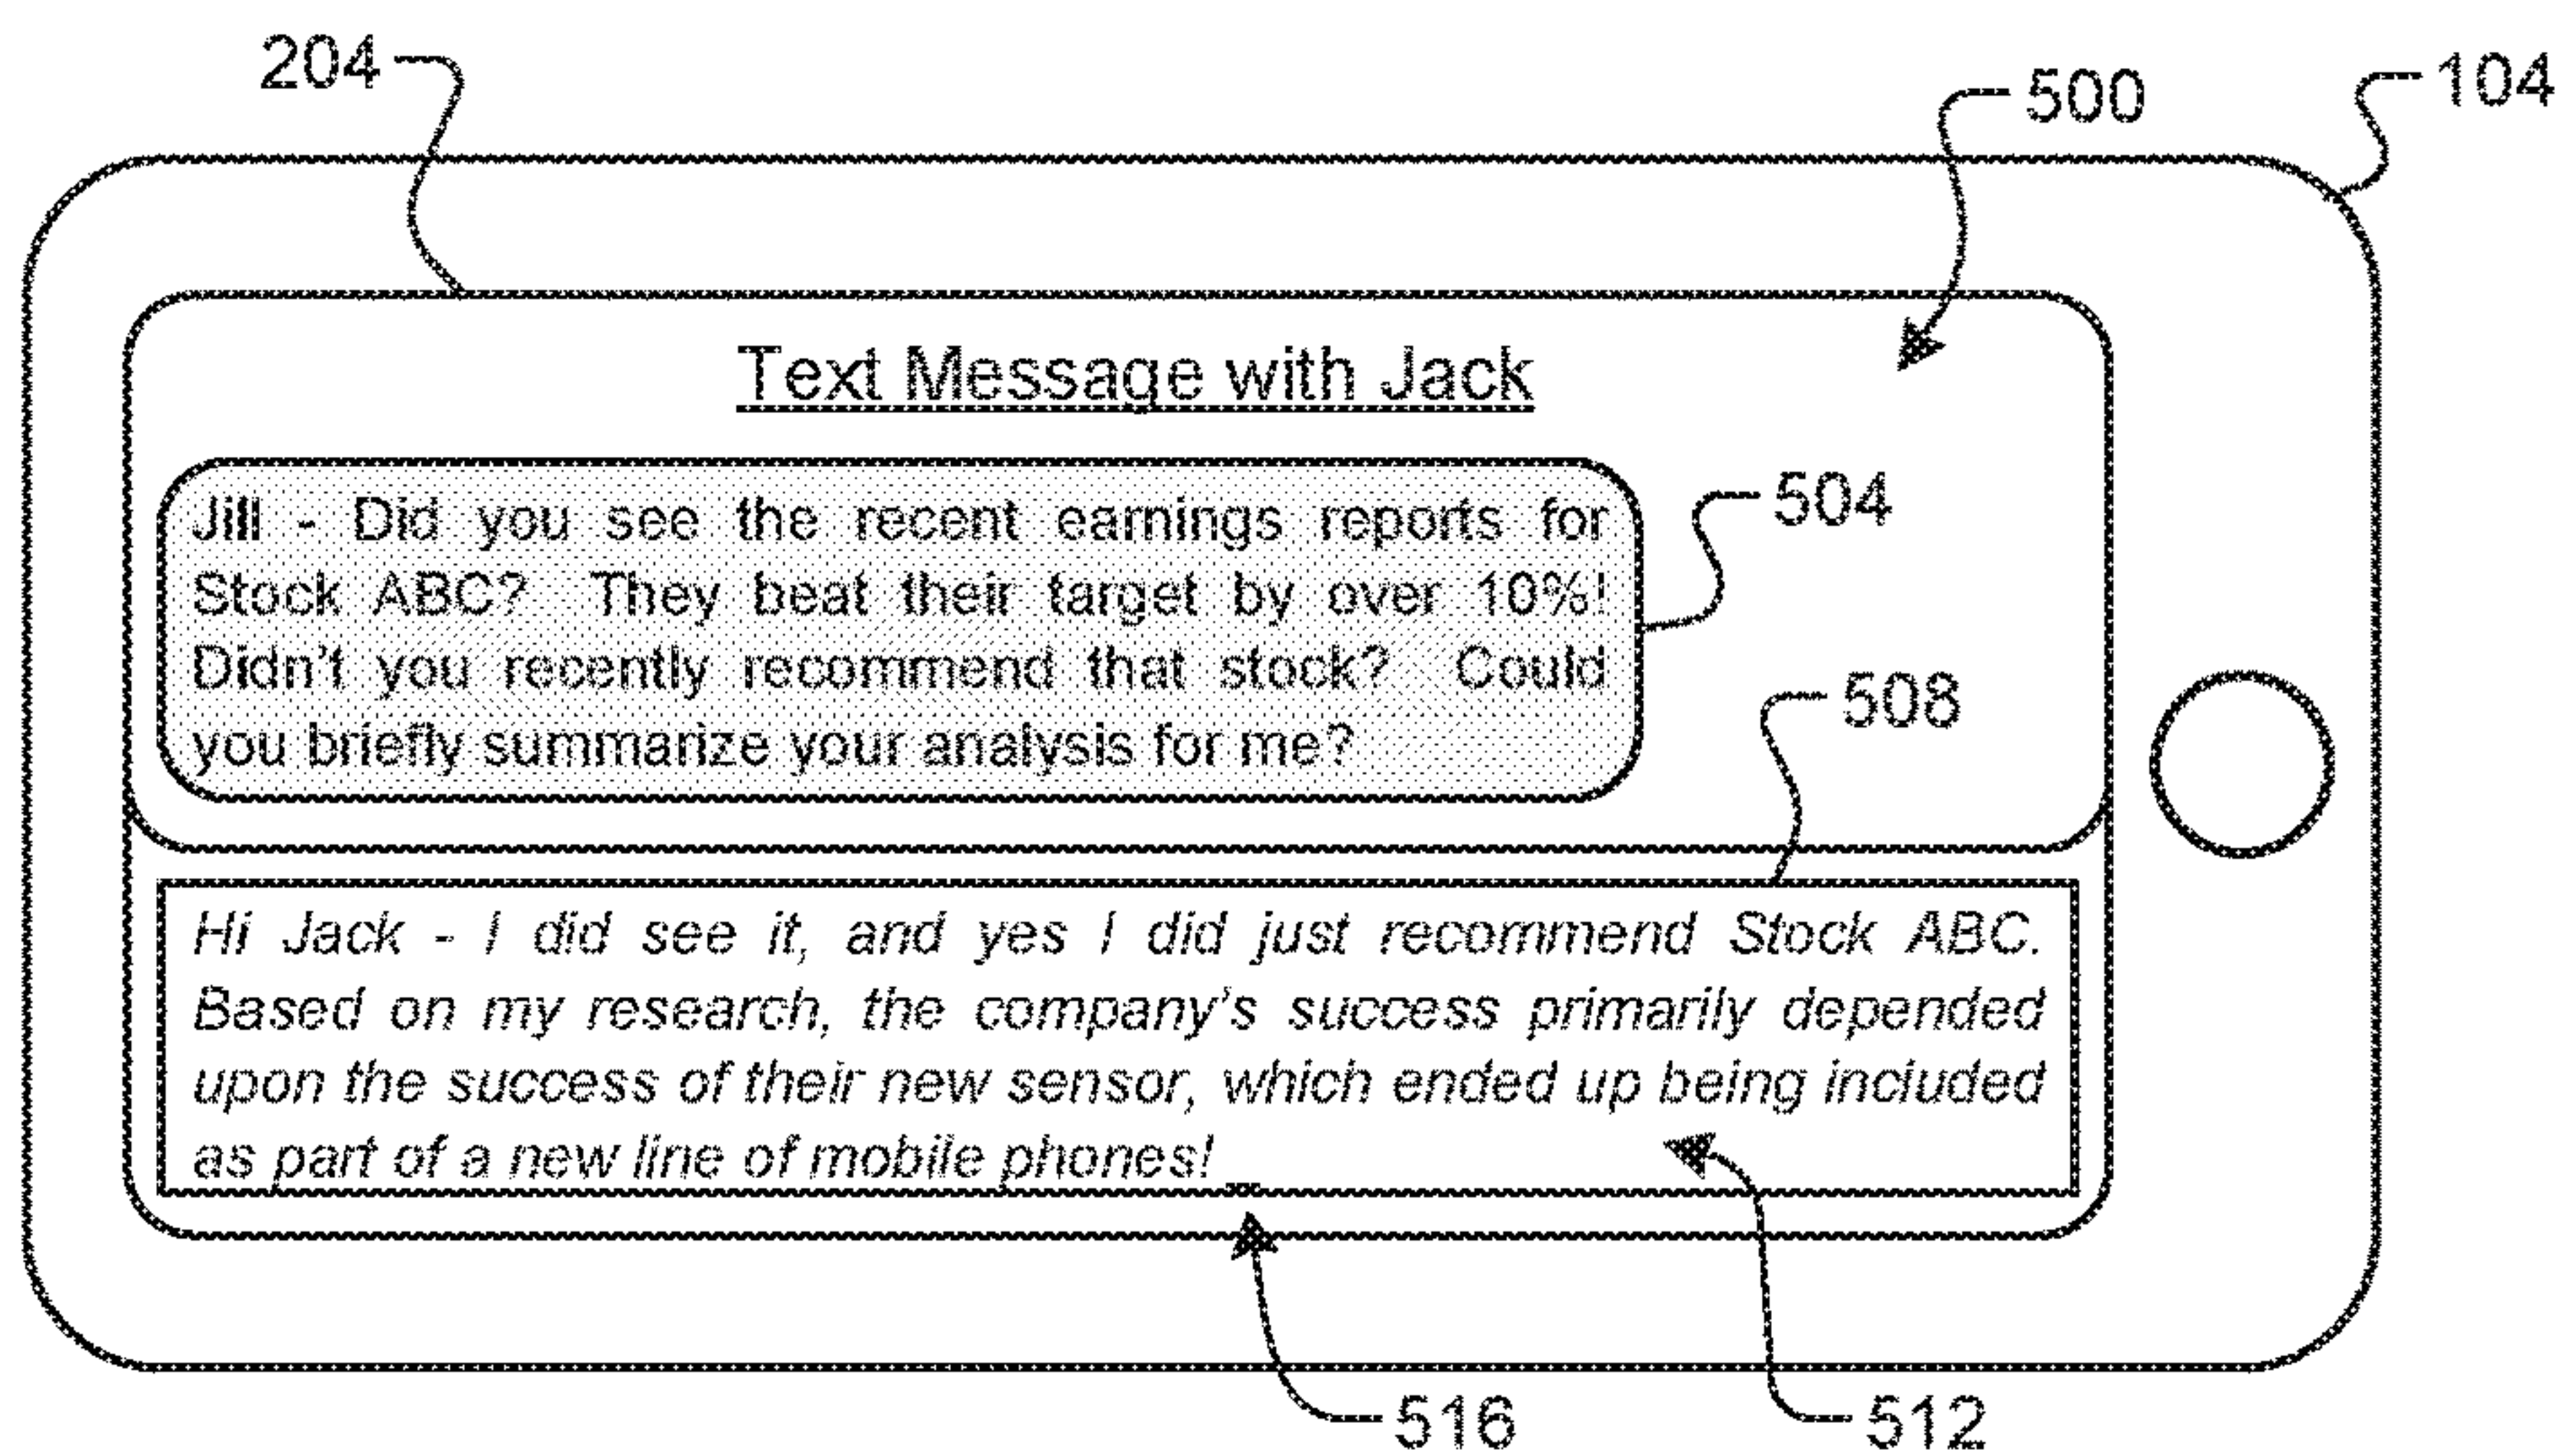 204
500
104
Text Message with Jack
Jill - Did you see the recent earnings reports for
Stock ABC? They beat their target by over 10%!
Didn't you recently recommend that stock? Could
you briefly summarize your analysis for me?
504
508
Hi Jack - I did see it, and yes I did just recommend Stock ABC.
Based on my research, the company's success primarily depended
upon the success of their new sensor, which ended up being included
as part of a new line of mobile phones! _
516
512